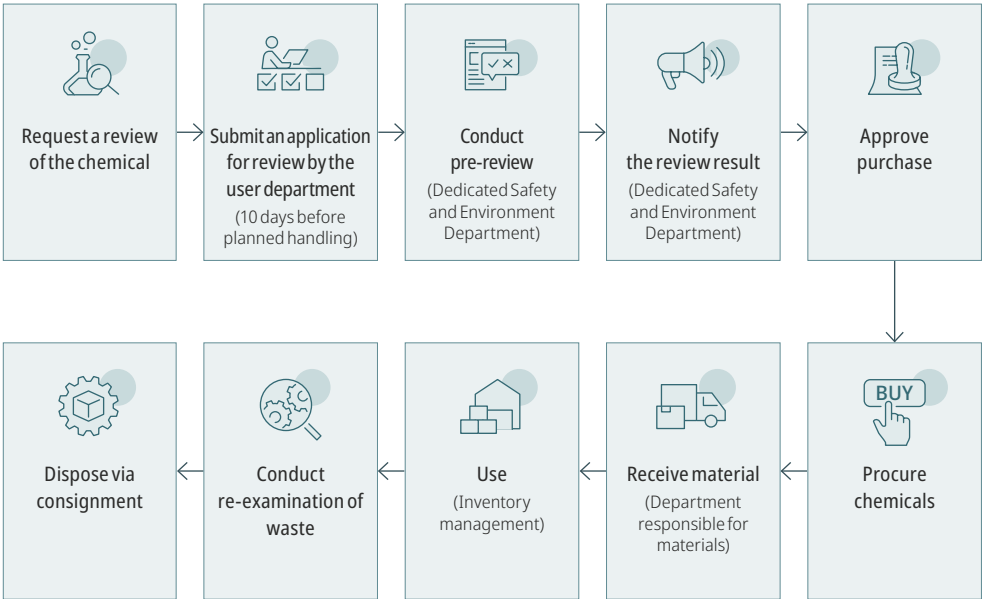 Request a review
of the chemical
Submit an application
for review by the
user department
(10 days before
planned handling)
Conduct
pre-review
(Dedicated Safety
and Environment
Department)
Notify
the review result
(Dedicated Safety
and Environment
Department)
Approve
purchase
BUY
Procure
chemicals
Receive material
(Department
responsible for
materials)
Use
(Inventory
management)
Conduct
re-examination of
waste
Dispose via
consignment